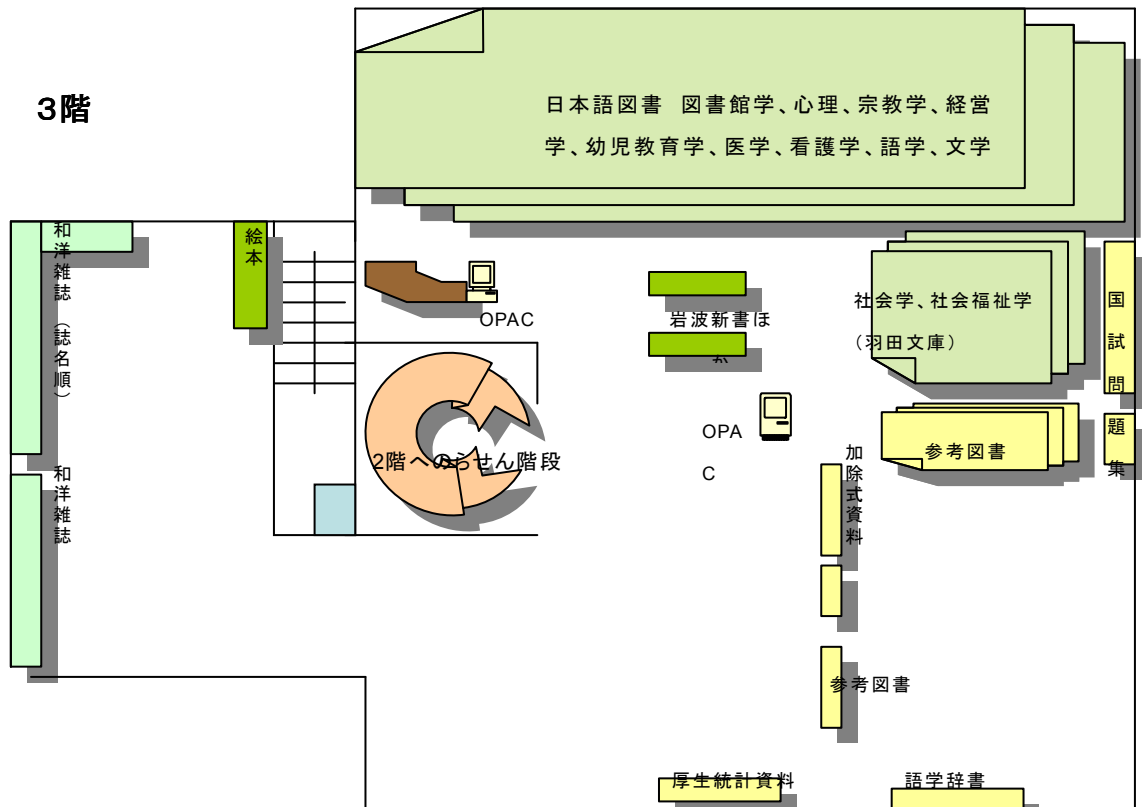 3階
日本語図書 図書館学、心理、宗教学、経営
学、幼児教育学、医学、看護学、語学、文学
和洋雑誌（誌名順）
絵本
OPAC
岩波新書ほ
か
社会学、社会福祉学
（羽田文庫）
国試問題集
2階へのらせん階段
OPA
C
参考図書
加除式資料
和洋雑誌
参考図書
厚生統計資料
語学辞書